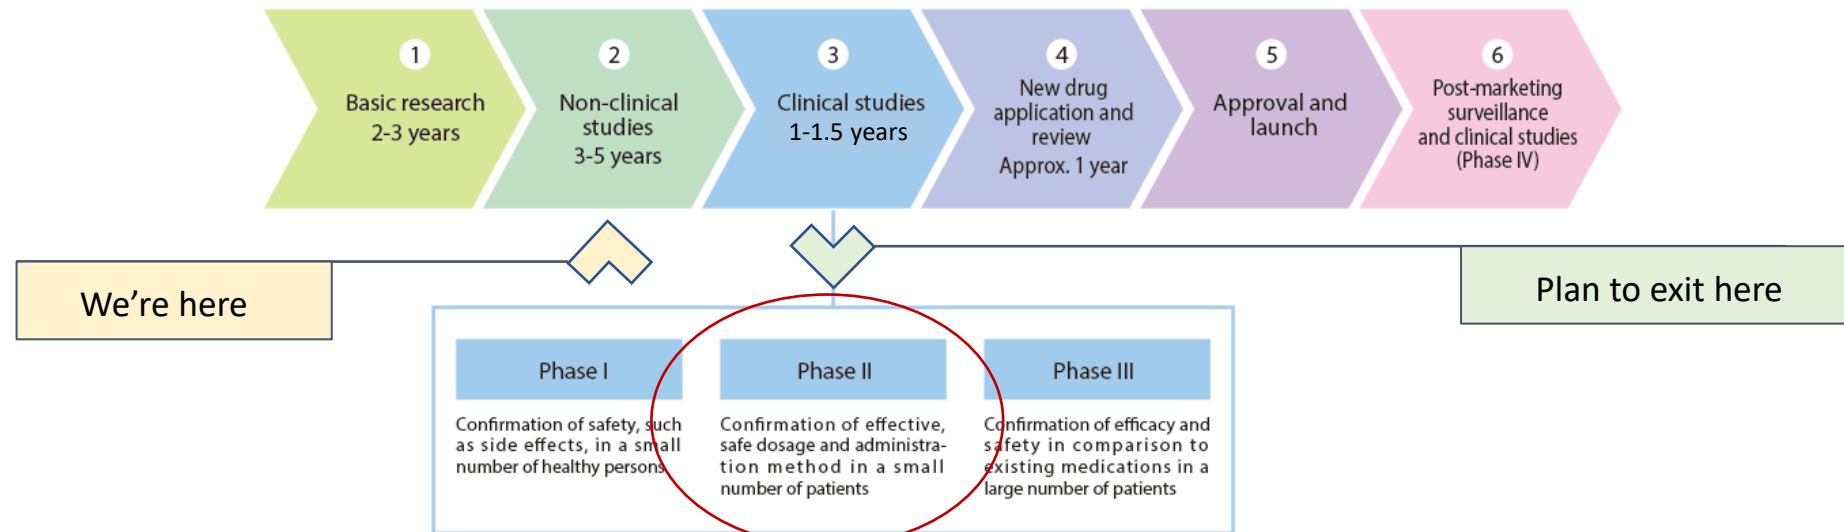 1
Basic research
2-3 years
2
Non-clinical
studies
3-5 years
3
Clinical studies
1-1.5 years
4
New drug
application and
review
Approx. 1 year
5
Approval and
launch
6
Post-marketing
surveillance
and clinical studies
(Phase IV)
We’re here
Plan to exit here
Phase I
Confirmation of safety, such
as side effects, in a small
number of healthy persons
Phase II
Confirmation of effective,
safe dosage and administra-
tion method in a small
number of patients
Phase III
Confirmation of efficacy and
safety in comparison to
existing medications in a
large number of patients